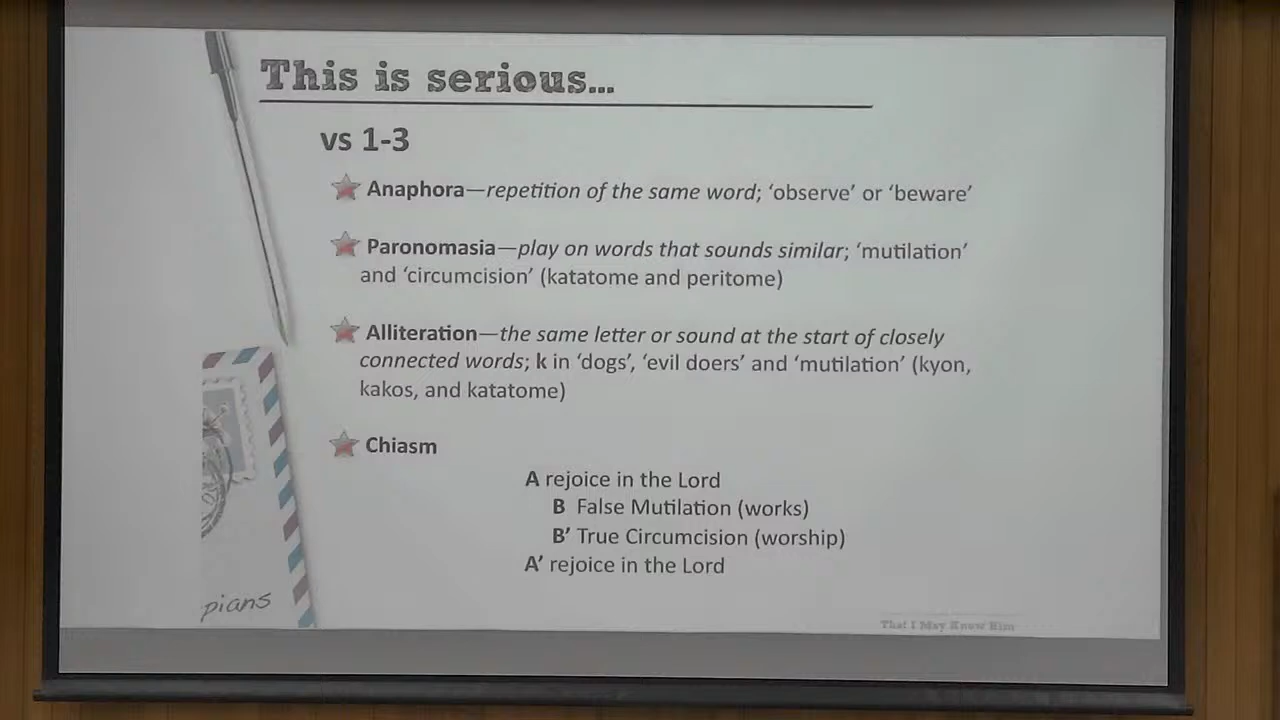 This is serious...
vs 1-3
Anaphora—repetition of the same word; ‘observe’ or ‘beware’
Paronomasia—play on words that sounds similar; ‘mutilation’
and ‘circumcision’ (katatome and peritome)
Alliteration—the same letter or sound at the start of closely
connected words; k in ‘dogs’, ‘evil doers’ and ‘mutilation’ (kyon,
kakos, and katatome)
Chiasm
A rejoice in the Lord
B False Mutilation (works)
B’ True Circumcision (worship)
A’ rejoice in the Lord
pians
That I May Know Him